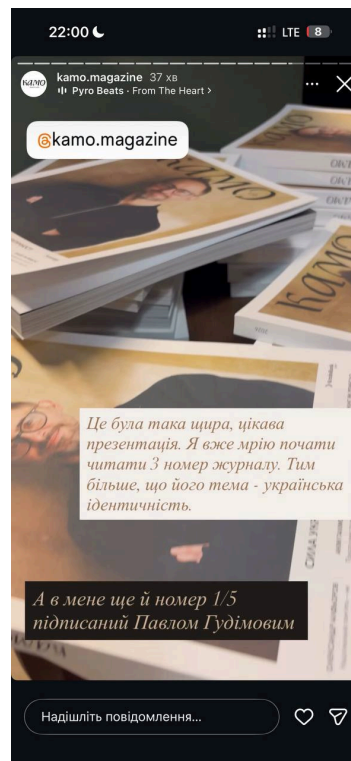 22:00
LTE 8
камо
kamo.magazine 37 хв
Pyro Beats · From The Heart >
@kamo.magazine
камо
Це була така щира, цікава
презентація. Я вже мрію почати
читати 3 номер журналу. Тим
більше, що його тема - українська
ідентичність.
А в мене ще й номер 1/5
підписаний Павлом Гудімовим
Надішліть повідомлення...